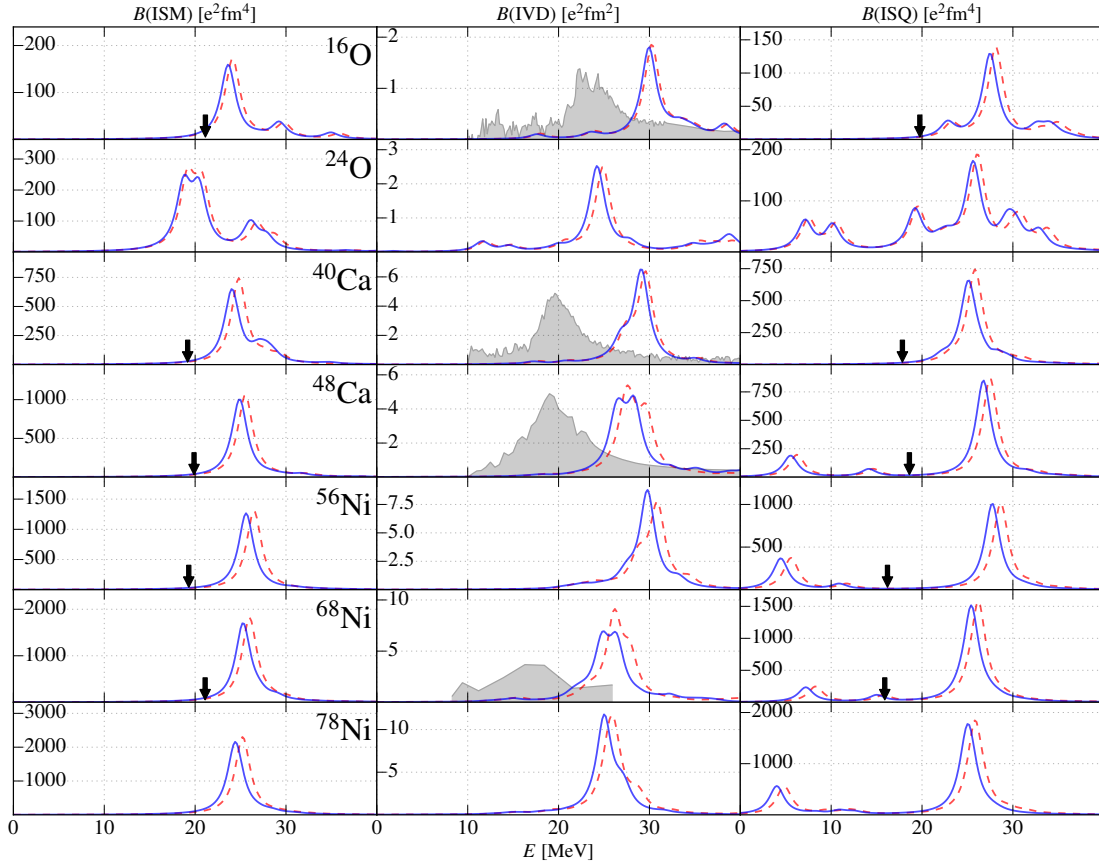 B(ISM) [e²fm⁴] B(IVD) [e²fm²] B(ISQ) [e²fm⁴]
200 100 ¹⁶O 2 1 150 100 50
300 200 100 ²⁴O 3 2 1 200 100
750 500 250 ⁴⁰Ca 6 4 2 750 500 250
1000 500 ⁴⁸Ca 6 4 2 750 500 250
1500 1000 500 ⁵⁶Ni 7.5 5.0 2.5 1000 500
2000 1000 ⁶⁸Ni 10 5 1500 1000 500
3000 2000 1000 ⁷⁸Ni 10 5 2000 1000
0 10 20 30 0 10 20 30 0 10 20 30
E [MeV]